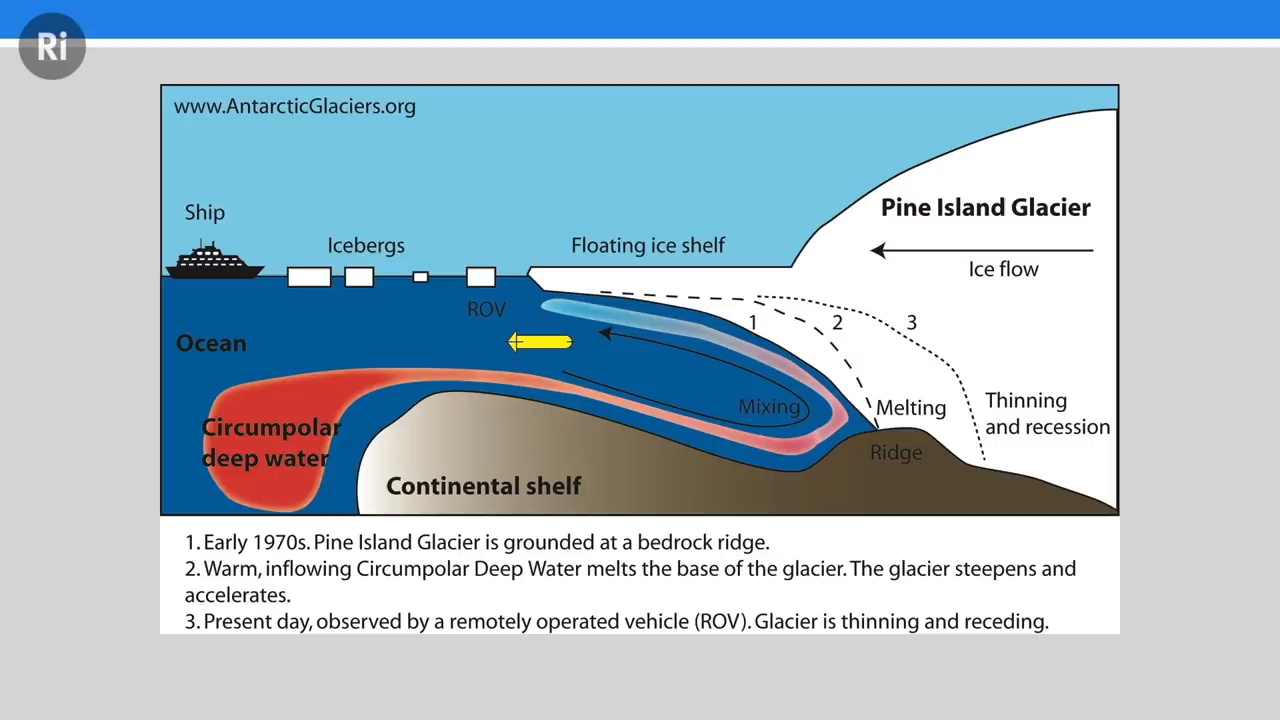 Ri
www.AntarcticGlaciers.org
Pine Island Glacier
Ship
Icebergs
Floating ice shelf
Ice flow
ROV
1
2
3
Ocean
Mixing
Melting
Thinning
and recession
Circumpolar
deep water
Ridge
Continental shelf
1. Early 1970s. Pine Island Glacier is grounded at a bedrock ridge.
2. Warm, inflowing Circumpolar Deep Water melts the base of the glacier. The glacier steepens and
accelerates.
3. Present day, observed by a remotely operated vehicle (ROV). Glacier is thinning and receding.